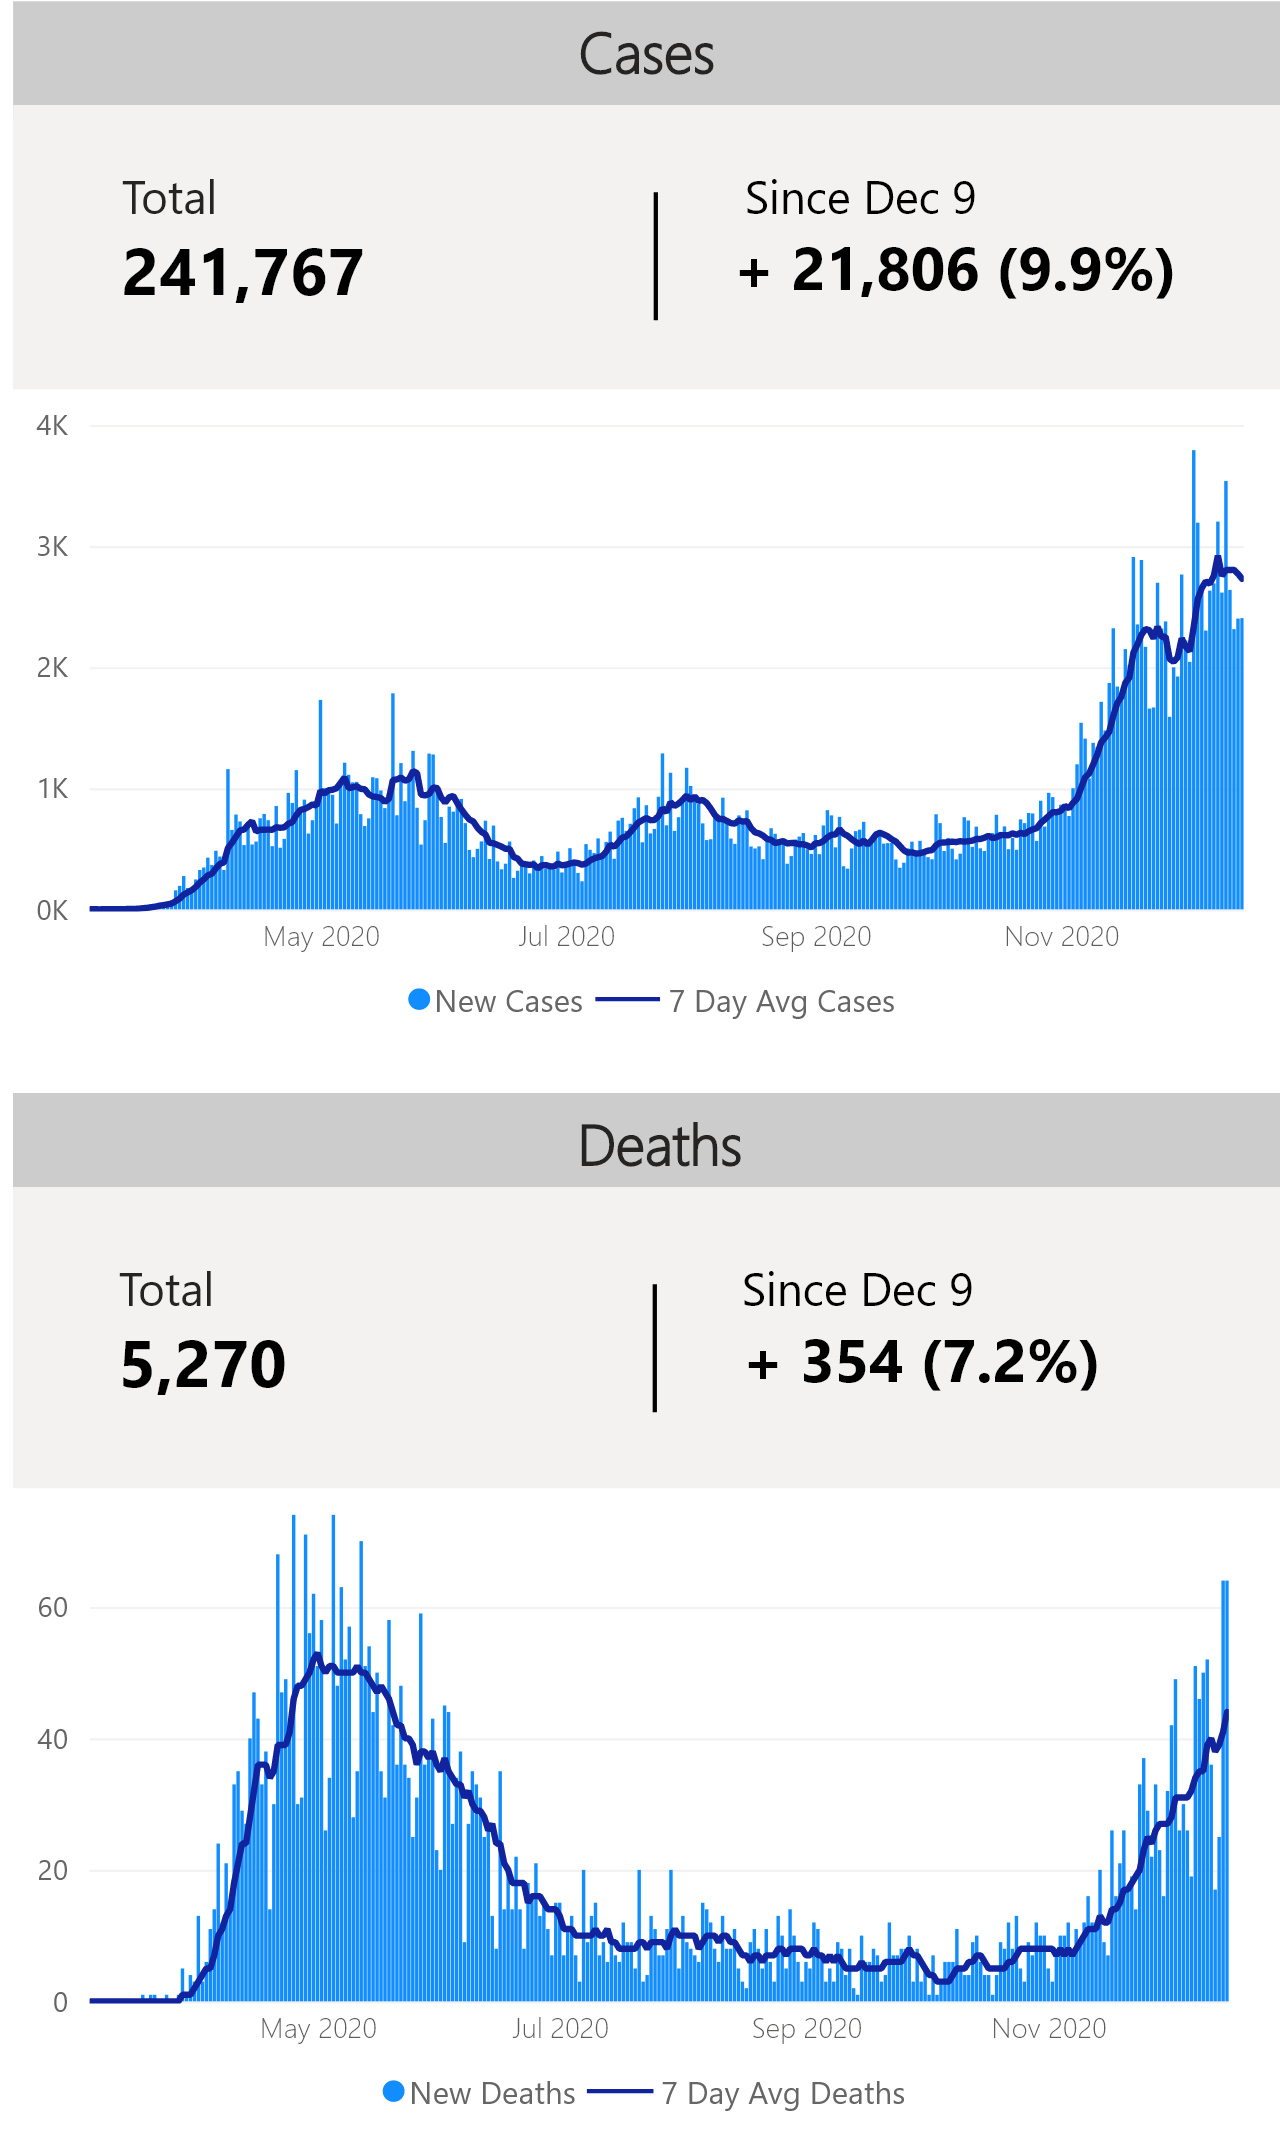 Cases
Total
Since Dec 9
241,767
+ 21,806 (9.9%)
4K
3K
2K
1K
0K
May 2020
Jul 2020
Sep 2020
Nov 2020
New Cases
7 Day Avg Cases
Deaths
Total
Since Dec 9
5,270
+ 354 (7.2%)
60
40
20
0
May 2020
Jul 2020
Sep 2020
Nov 2020
New Deaths
7 Day Avg Deaths